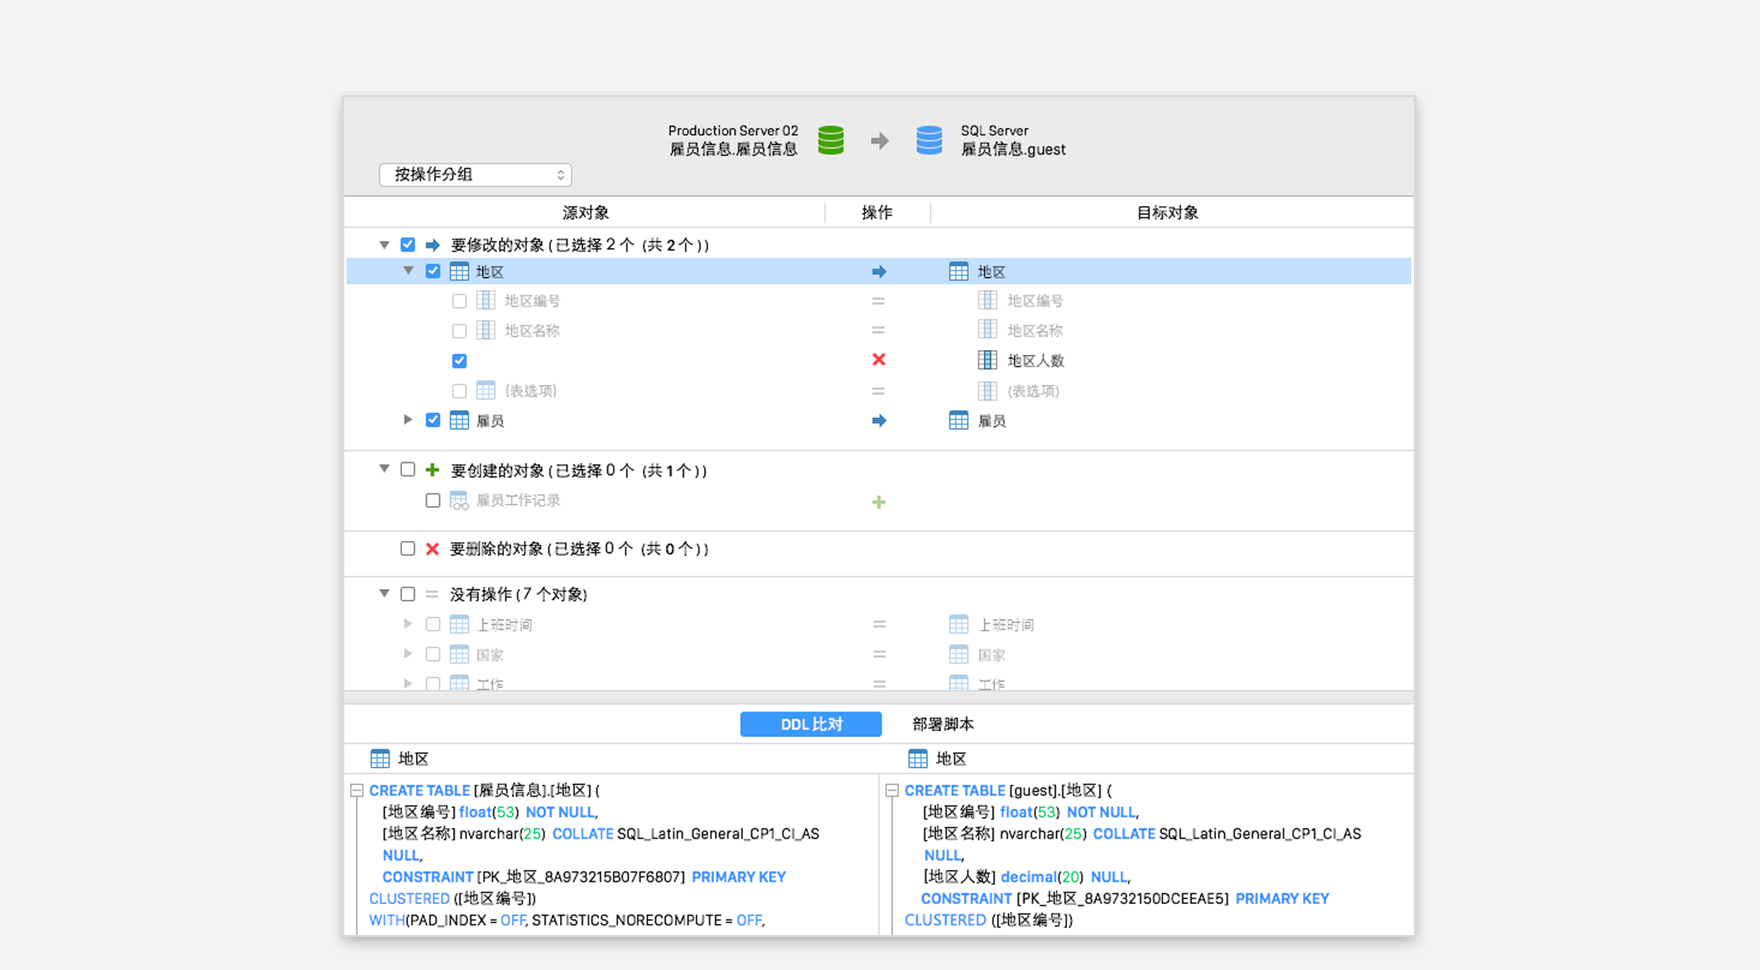 Production Server 02
雇员信息.雇员信息
SQL Server
雇员信息.guest
按操作分组
源对象 操作 目标对象
要修改的对象 (已选择 2 个 (共 2 个))
地区 地区
地区编号 = 地区编号
地区名称 = 地区名称
地区人数
(表选项) = (表选项)
雇员 雇员
要创建的对象 (已选择 0 个 (共 1 个))
雇员工作记录
要删除的对象 (已选择 0 个 (共 0 个))
没有操作 (7 个对象)
上班时间 = 上班时间
国家 = 国家
工作 = 工作
DDL 比对 部署脚本
地区
CREATE TABLE [雇员信息].[地区] (
[地区编号] float(53) NOT NULL,
[地区名称] nvarchar(25) COLLATE SQL_Latin_General_CP1_CI_AS
NULL,
CONSTRAINT [PK_地区_8A973215B07F6807] PRIMARY KEY
CLUSTERED ([地区编号])
WITH(PAD_INDEX = OFF, STATISTICS_NORECOMPUTE = OFF,
地区
CREATE TABLE [guest].[地区] (
[地区编号] float(53) NOT NULL,
[地区名称] nvarchar(25) COLLATE SQL_Latin_General_CP1_CI_AS
NULL,
[地区人数] decimal(20) NULL,
CONSTRAINT [PK_地区_8A9732150DCEEAE5] PRIMARY KEY
CLUSTERED ([地区编号])